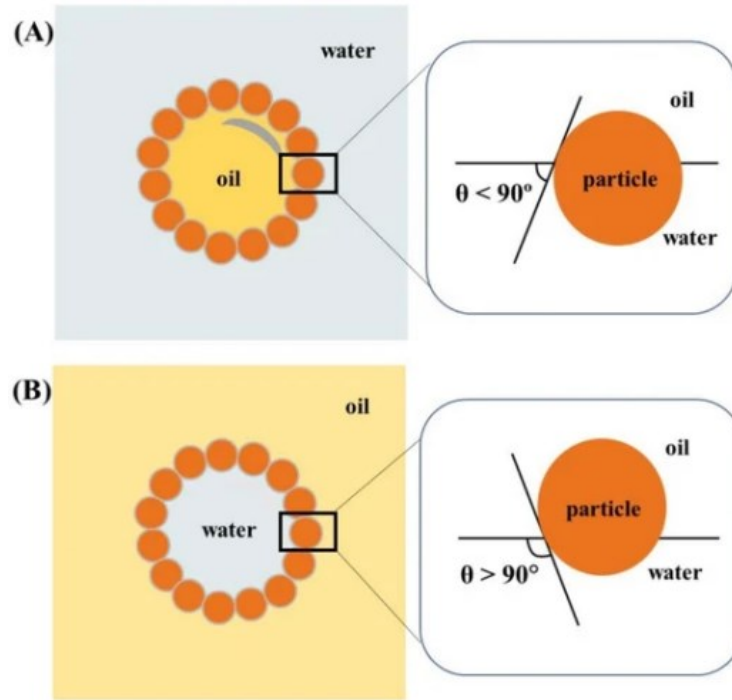 (A)
water
oil
oil
particle
θ < 90°
water
(B)
oil
water
oil
particle
θ > 90°
water